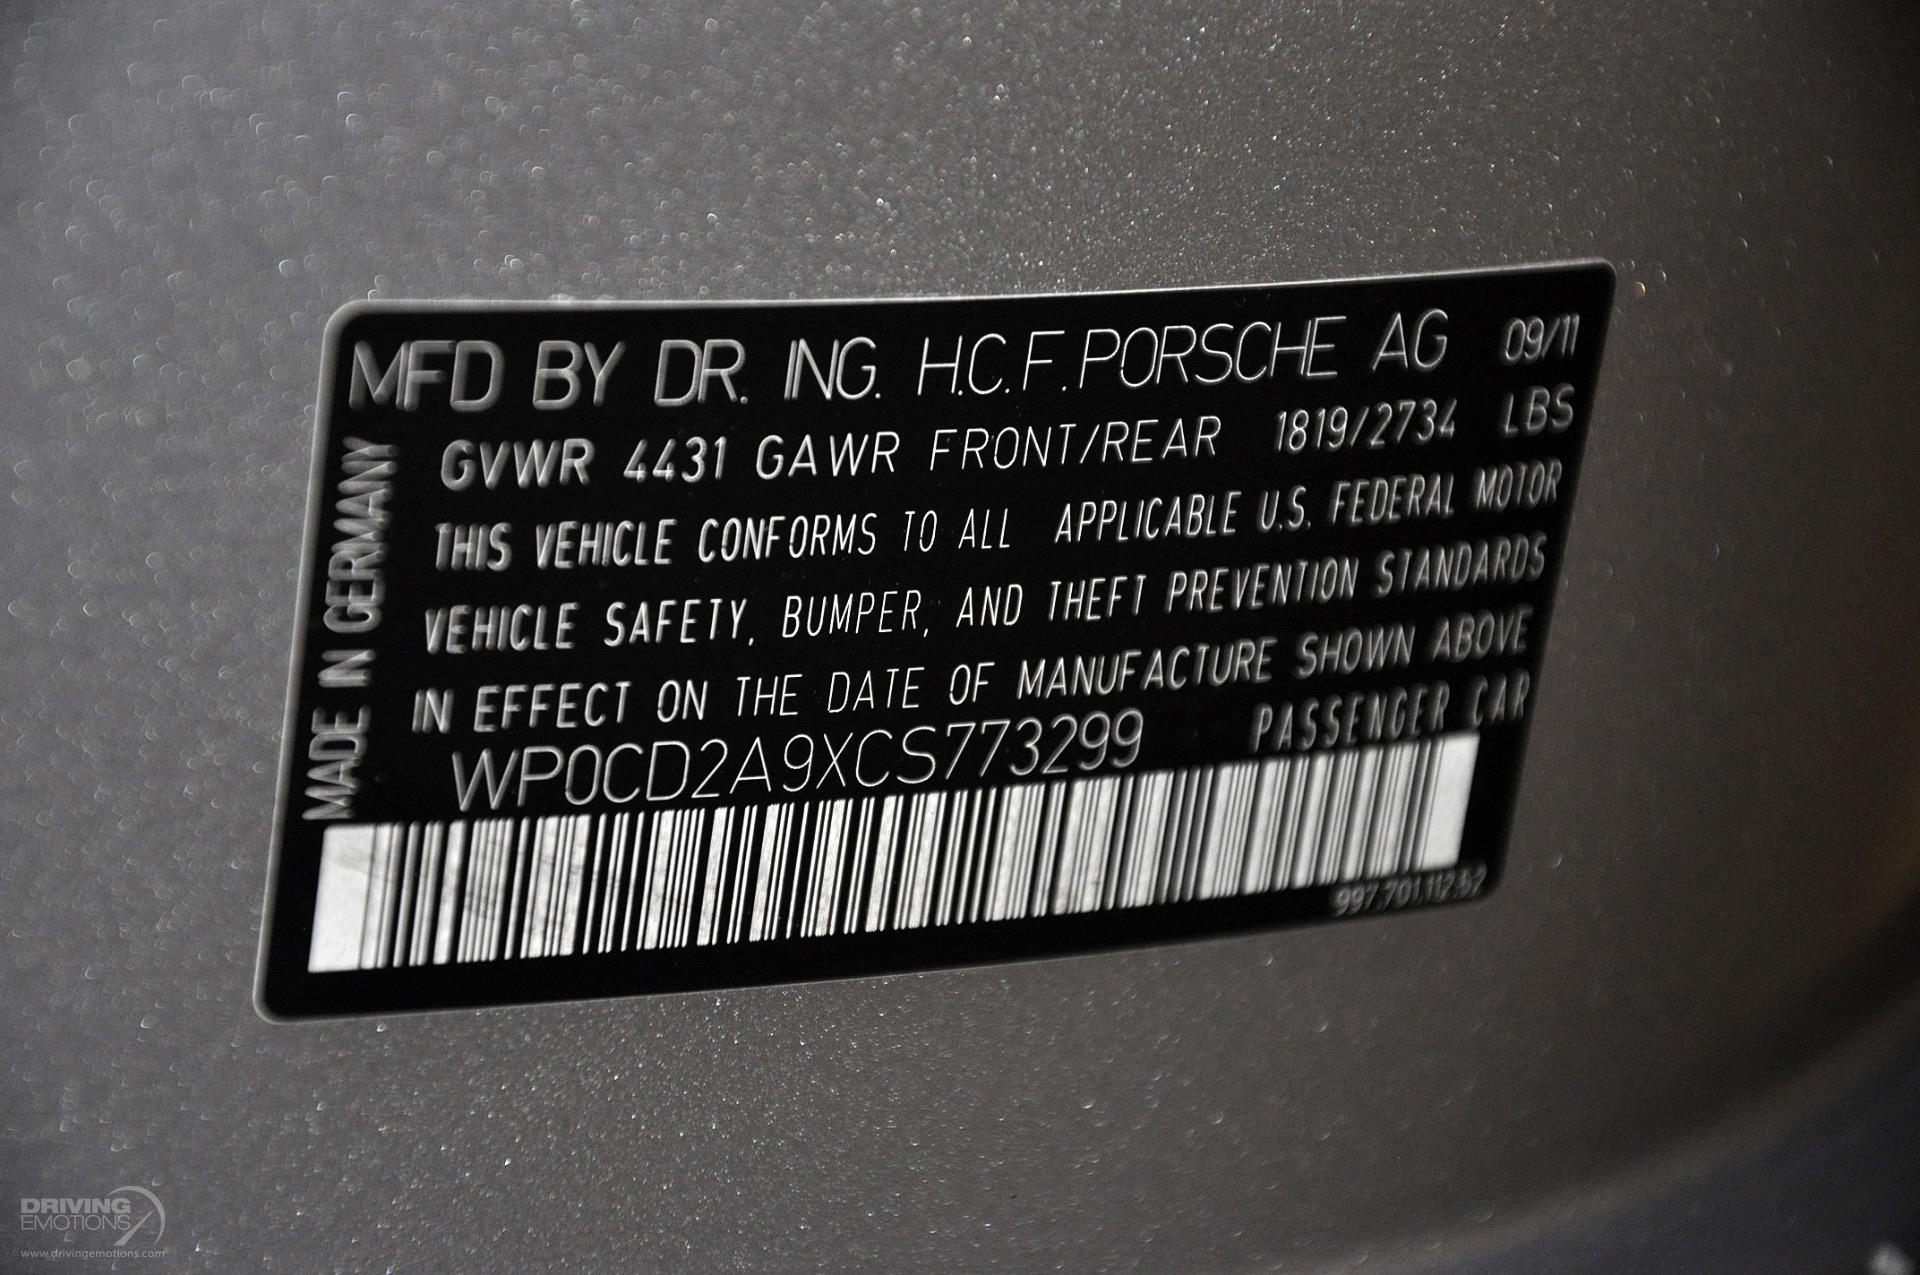 MFD BY DR. ING. H.C.F. PORSCHE AG 09/11
GVWR 4431 GAWR FRONT/REAR 1819/2734 LBS
THIS VEHICLE CONFORMS TO ALL APPLICABLE U.S. FEDERAL MOTOR
VEHICLE SAFETY, BUMPER, AND THEFT PREVENTION STANDARDS
IN EFFECT ON THE DATE OF MANUFACTURE SHOWN ABOVE
WP0CD2A9XCS773299 PASSENGER CAR
MADE IN GERMANY
997.701.112.52
DRIVING
EMOTIONS
www.drivingemotions.com